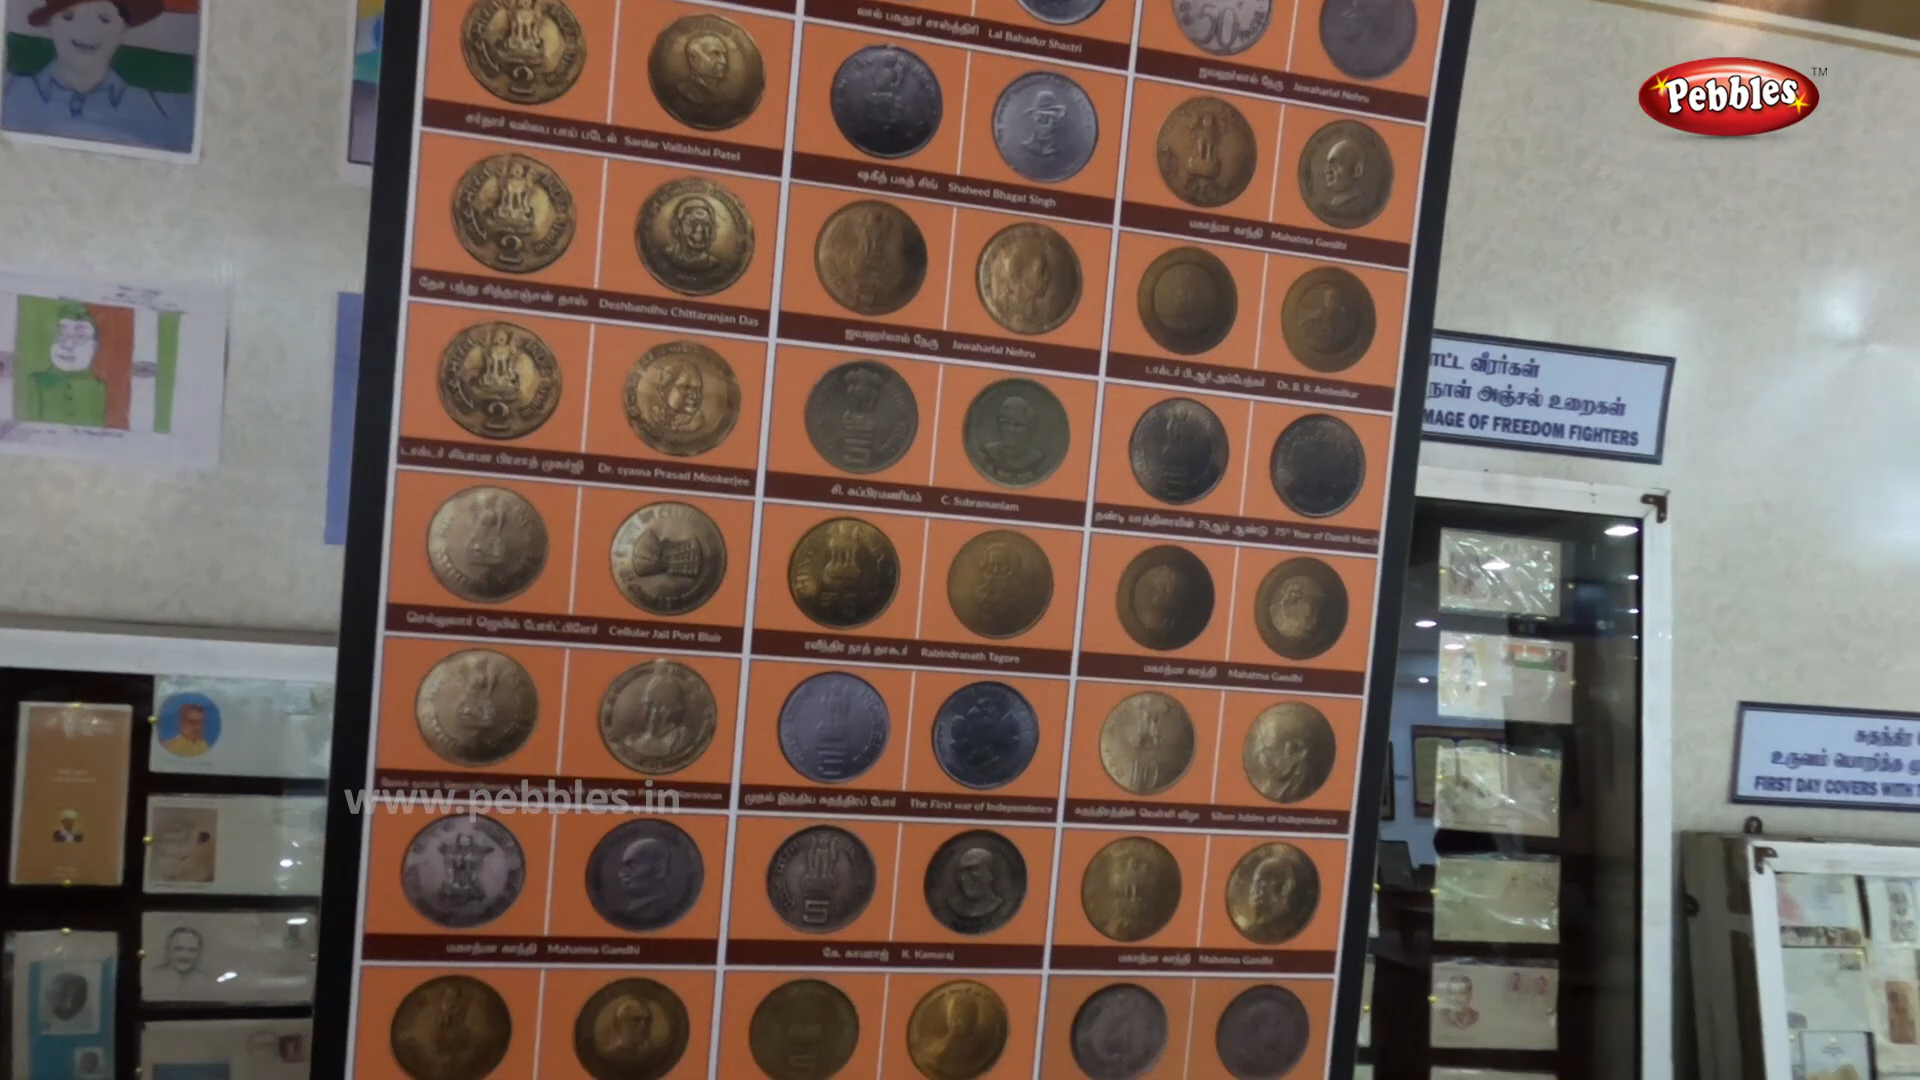 Pebbles
TM
லால் பகதூர் சாஸ்த்திரி Lal Bahadur Shastri
ஜவஹர்லால் நேரு Jawaharlal Nehru
சர்தார் வல்லப பாய் படேல் Sardar Vallabhai Patel
ஷகீத் பகத் சிங் Shaheed Bhagat Singh
மகாத்மா காந்தி Mahatma Gandhi
தேச பந்து சித்தரஞ்சன் தாஸ் Deshbandhu Chittaranjan Das
ஜவஹர்லால் நேரு Jawaharlal Nehru
டாக்டர் பி.ஆர்.அம்பேத்கர் Dr. B. R. Ambedkar
டாக்டர் சியாமா பிரசாத் முகர்ஜி Dr. syama Prasad Mookerjee
சி. சுப்பிரமணியம் C. Subramaniam
தண்டி யாத்திரையின் 75ஆம் ஆண்டு 75th Year of Dandi March
செல்லுலார் ஜெயில் போர்ட்பிளேர் Cellular Jail Port Blair
ரவீந்திர நாத் தாகூர் Rabindranath Tagore
மகாத்மா காந்தி Mahatma Gandhi
முதல் இந்திய சுதந்திரப் போர் The First war of Independence
சுதந்திரத்தின் வெள்ளி விழா Silver Jubilee of Independence
மகாத்மா காந்தி Mahatma Gandhi
கே. காமராஜ் K. Kamaraj
மகாத்மா காந்தி Mahatma Gandhi
www.pebbles.in
வீரர்கள்
நாள் அஞ்சல் உறைகள்
MAGE OF FREEDOM FIGHTERS
சுதந்திர
உருவம் பொறித்த மு
FIRST DAY COVERS WITH